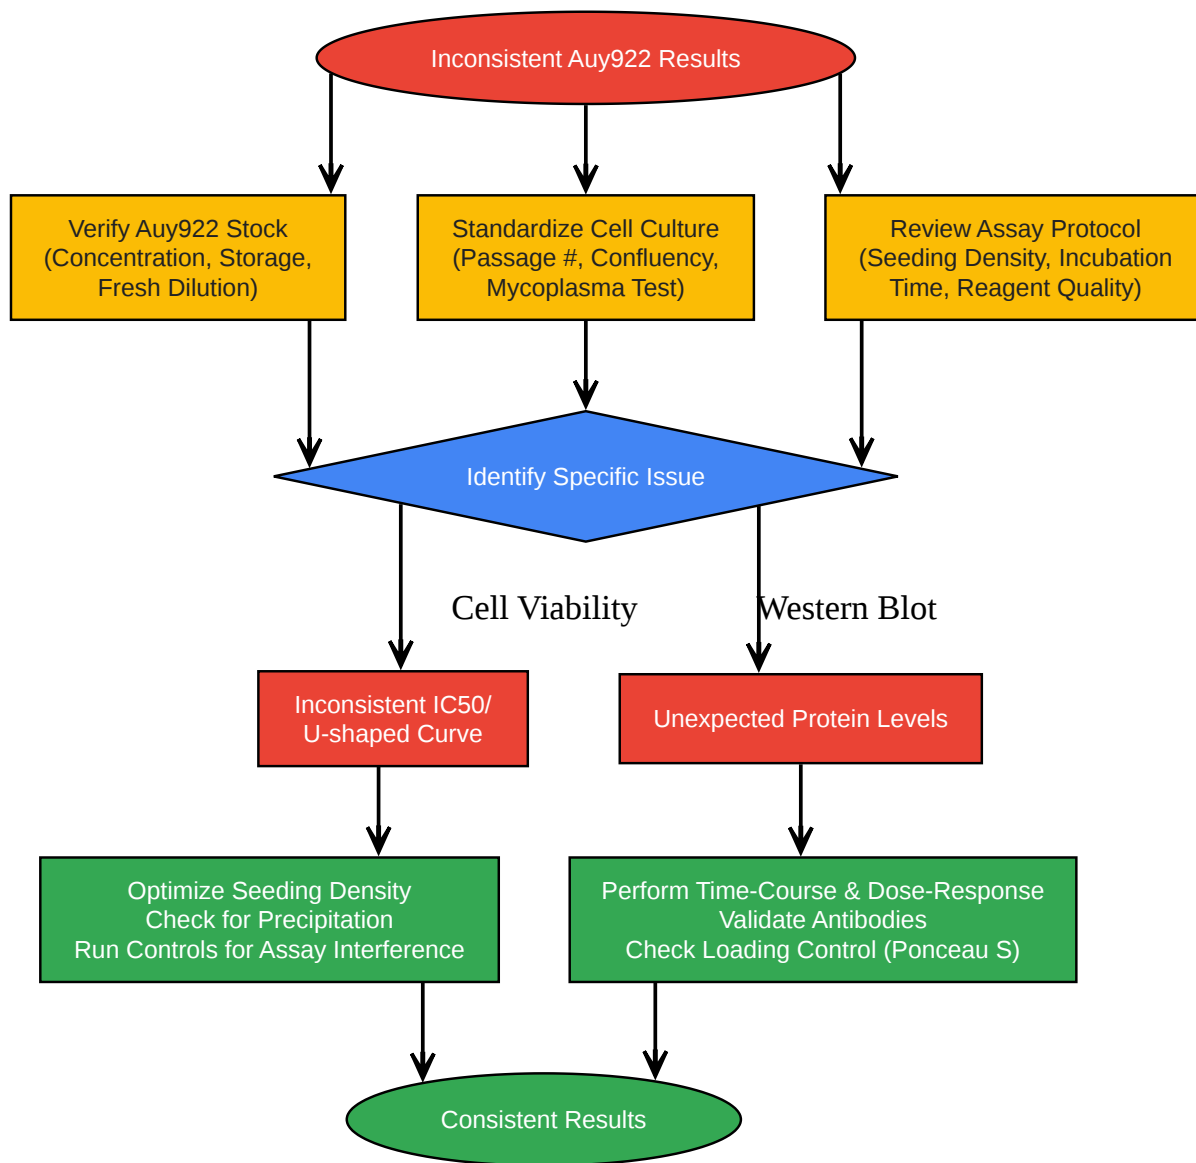 Inconsistent Auy922 Results
Verify Auy922 Stock
(Concentration, Storage,
Fresh Dilution)
Standardize Cell Culture
(Passage #, Confluency,
Mycoplasma Test)
Review Assay Protocol
(Seeding Density, Incubation
Time, Reagent Quality)
Identify Specific Issue
Cell Viability
Western Blot
Inconsistent IC50/
U-shaped Curve
Unexpected Protein Levels
Optimize Seeding Density
Check for Precipitation
Run Controls for Assay Interference
Perform Time-Course & Dose-Response
Validate Antibodies
Check Loading Control (Ponceau S)
Consistent Results